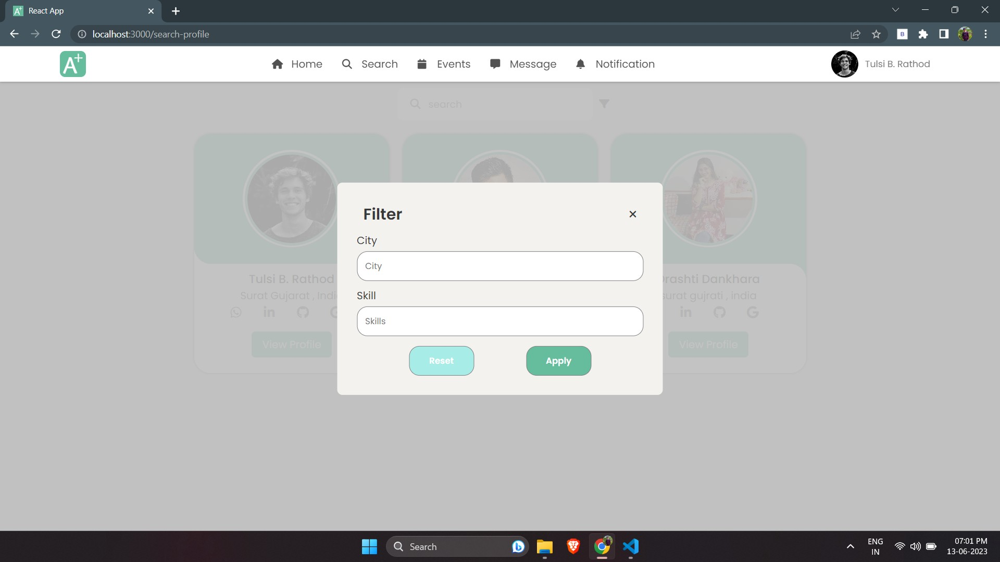 A+ React App
localhost:3000/search-profile
B
A+ Home Search Events Message Notification Tulsi B. Rathod
search
Filter
City
City
Skill
Skills
Reset Apply
Tulsi B. Rathod
Surat Gujarat , Indi
View Profile
rashti Dankhara
surat gujrati , india
View Profile
Search
ENG
IN
07:01 PM
13-06-2023